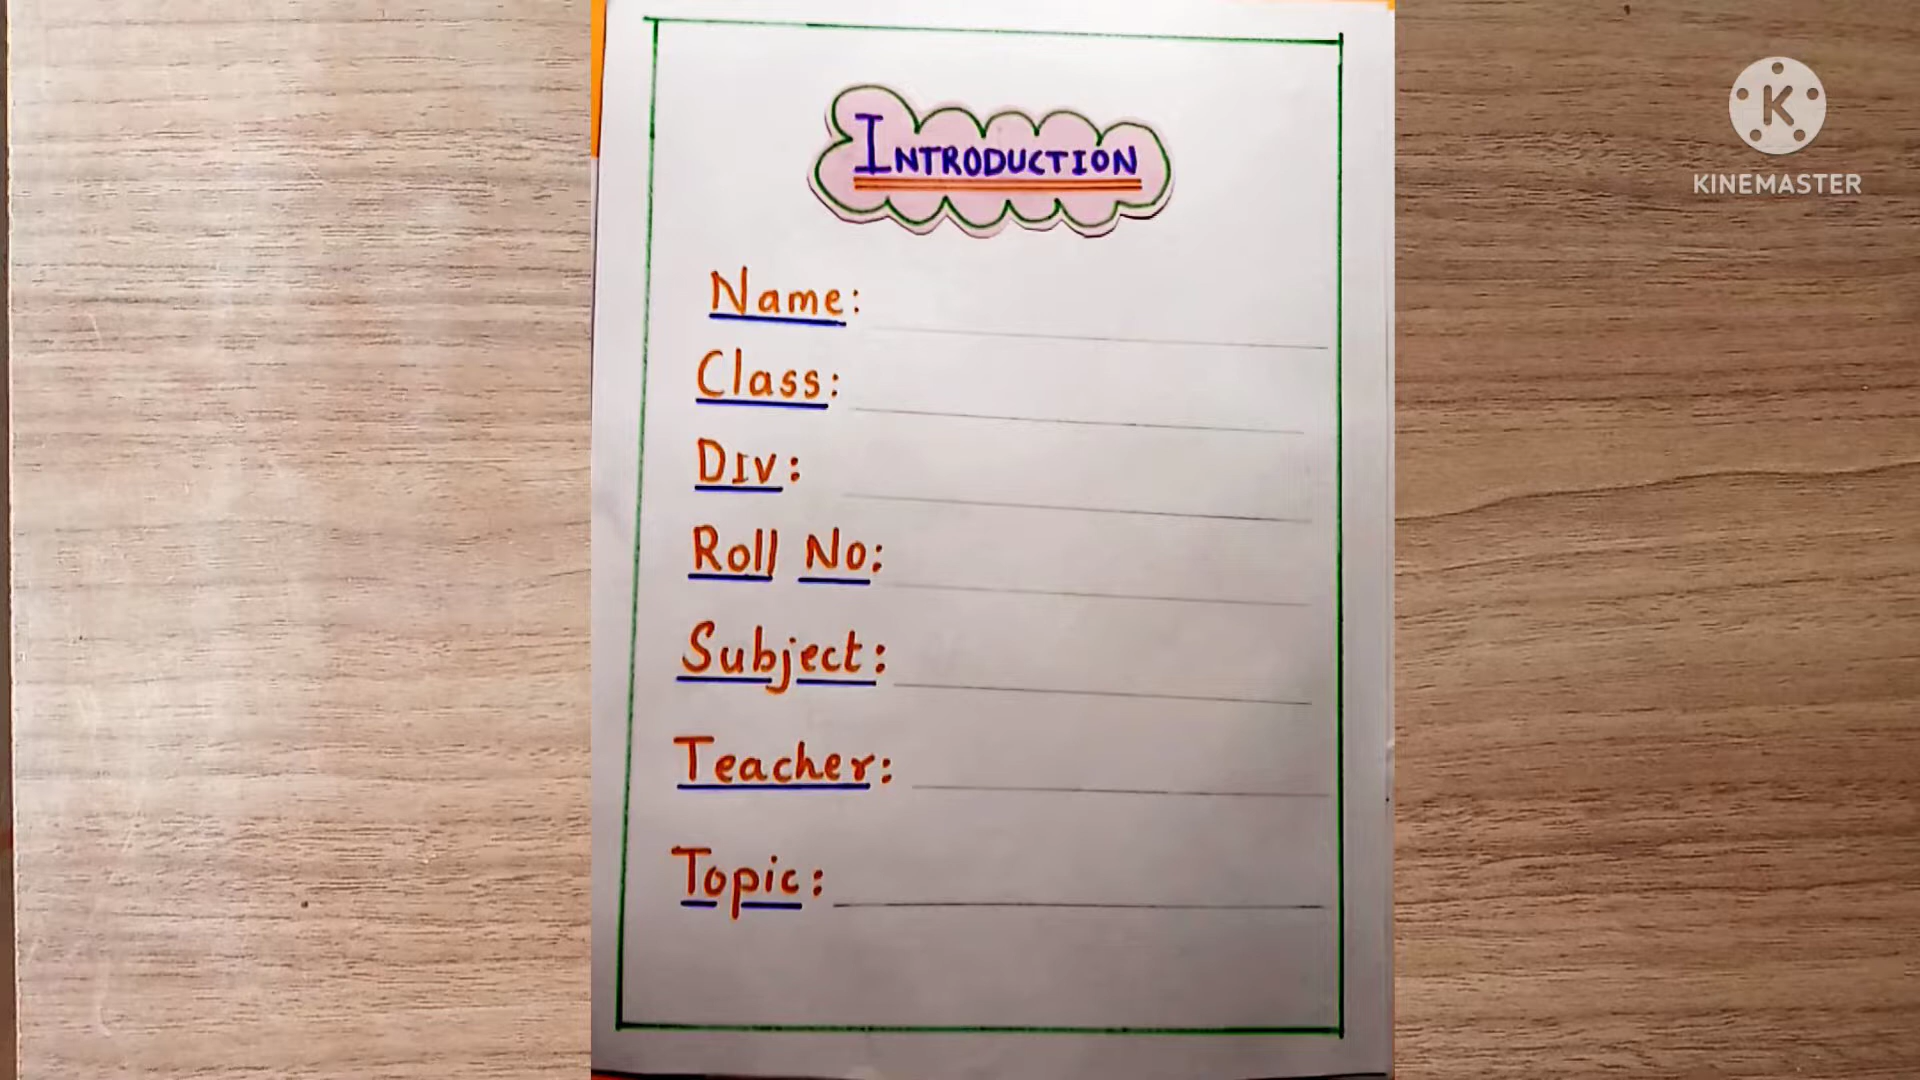 INTRODUCTION
Name:
Class:
DIV:
Roll No:
Subject:
Teacher:
Topic:
KINEMASTER